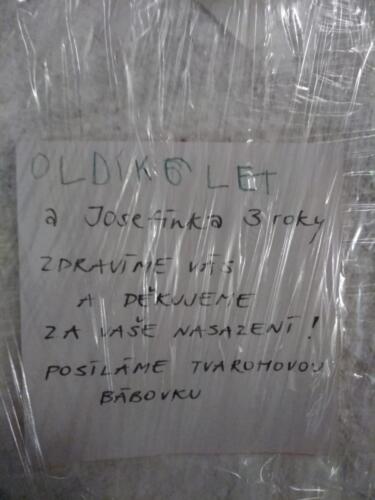 OLDÍK 6 LET
a Josefínka 3 roky
ZDRAVÍME VÁS
A DĚKUJEME
ZA VAŠE NASAZENÍ!
POSÍLÁME TVAROHOVOU
BÁBOVKU